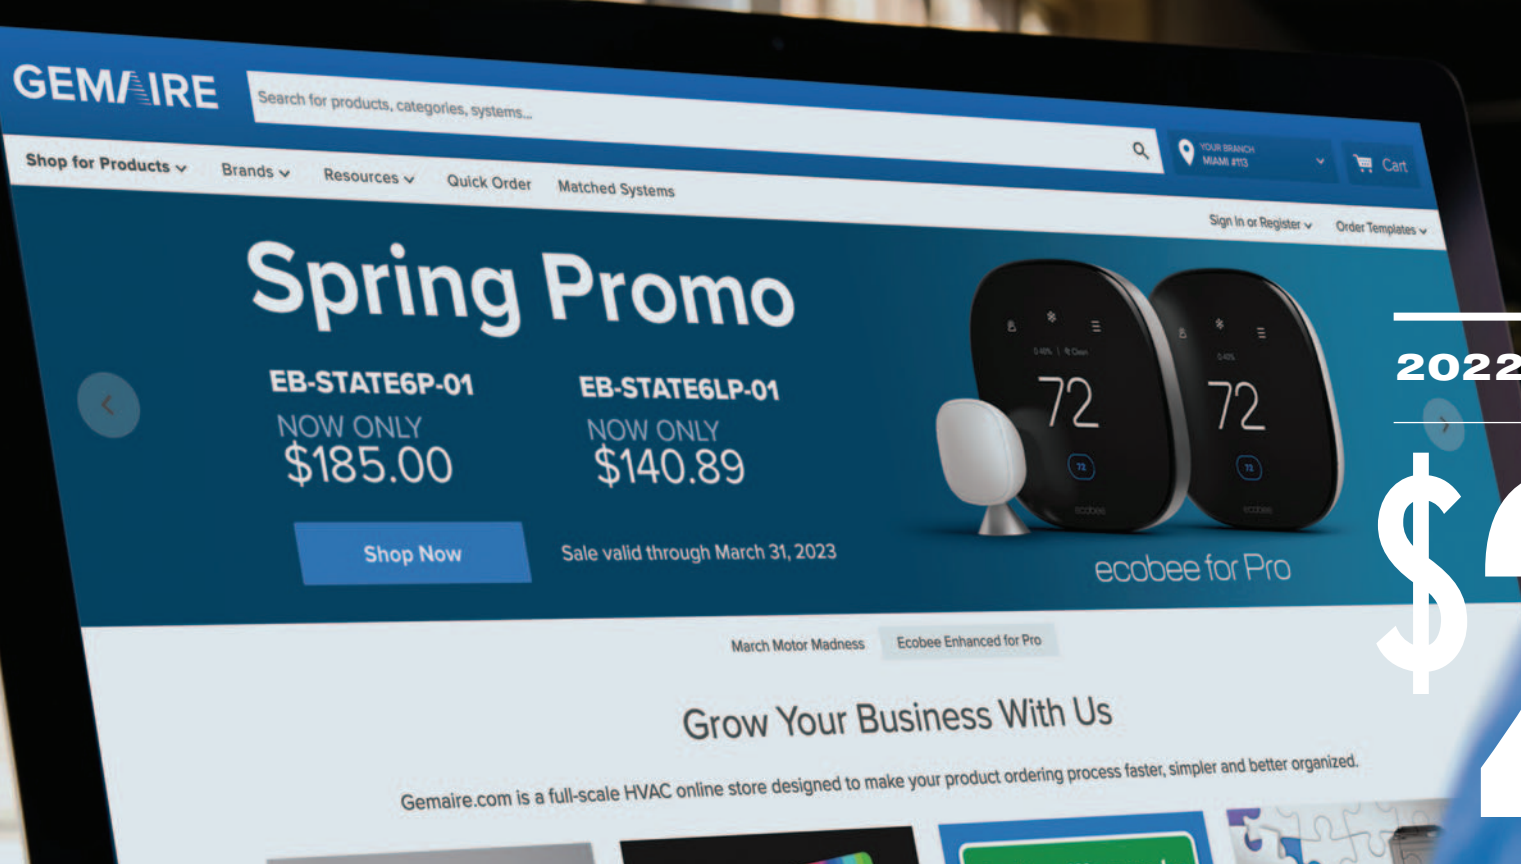 GEMAIRE
Search for products, categories, systems...
YOUR BRANCH
MIAMI #113
Cart
Shop for Products
Brands
Resources
Quick Order
Matched Systems
Sign In or Register
Order Templates
Spring Promo
EB-STATE6P-01
NOW ONLY
$185.00
EB-STATE6LP-01
NOW ONLY
$140.89
Shop Now
Sale valid through March 31, 2023
72
72
ecobee
72
72
ecobee
ecobee for Pro
2022
$
March Motor Madness
Ecobee Enhanced for Pro
Grow Your Business With Us
Gemaire.com is a full-scale HVAC online store designed to make your product ordering process faster, simpler and better organized.